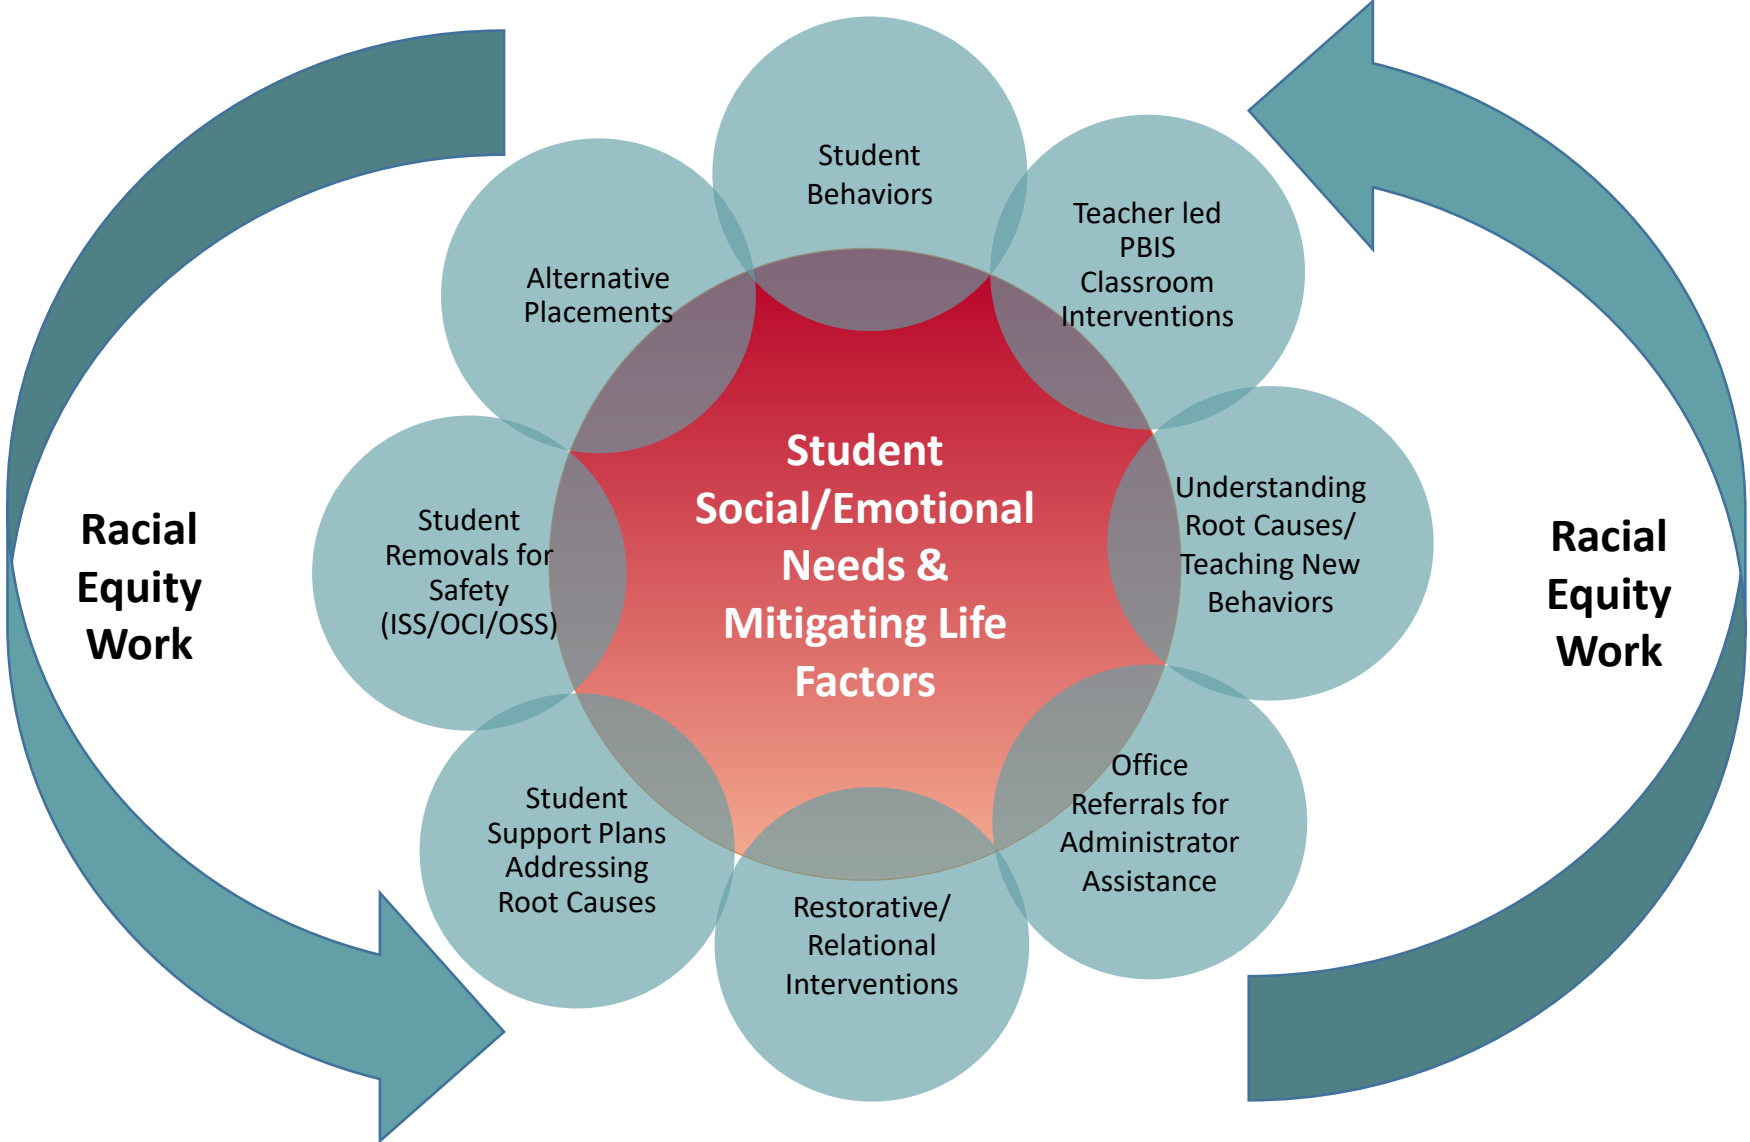 Student
Behaviors
Teacher led
PBIS
Classroom
Interventions
Understanding
Root Causes/
Teaching New
Behaviors
Office
Referrals for
Administrator
Assistance
Restorative/
Relational
Interventions
Student
Support Plans
Addressing
Root Causes
Student
Removals for
Safety
(ISS/OCI/OSS)
Alternative
Placements
Student
Social/Emotional
Needs &
Mitigating Life
Factors
Racial
Equity
Work
Racial
Equity
Work